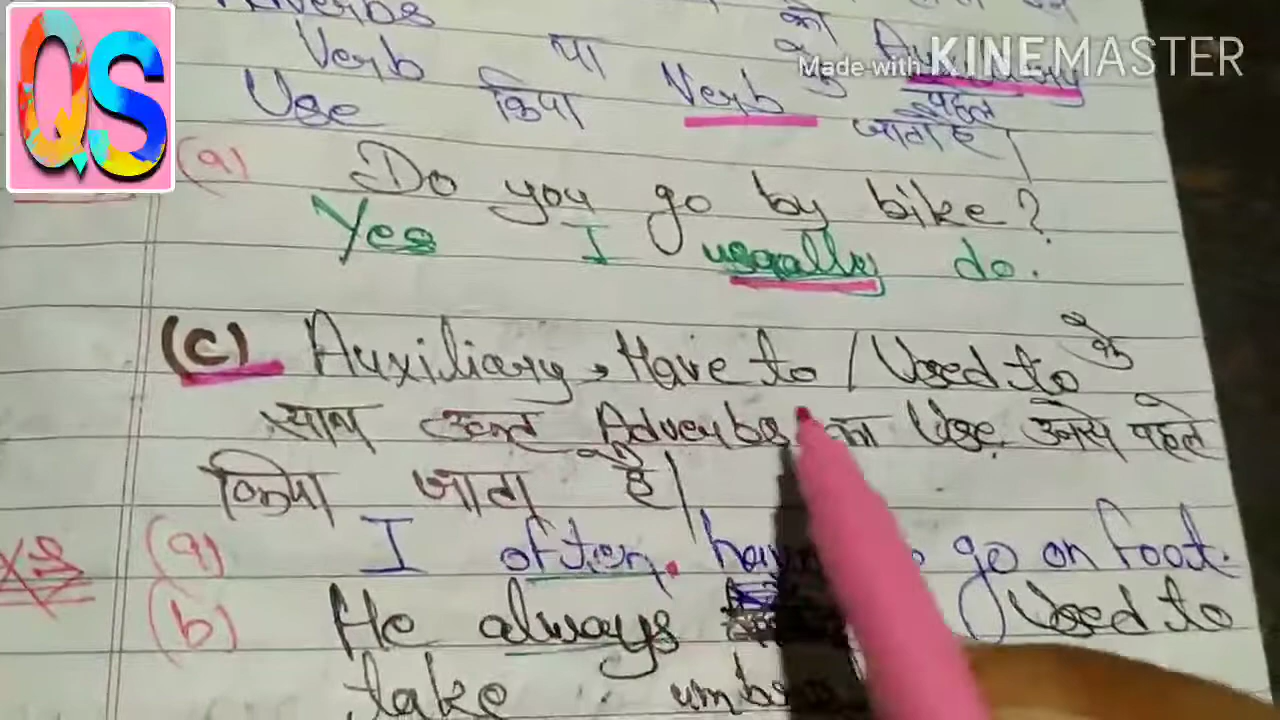 QS
Made with KINEMASTER
Verb या को
Use किया Verb के पहले
जाता है।
(a) Do you go by bike?
Yes I usually do.
(C) Auxiliary → Have to / Used to के
साथ उक्त Adverbs का Use उनसे पहले
किया जाता है।
(a) I often go on foot.
(b) He always Used to
take